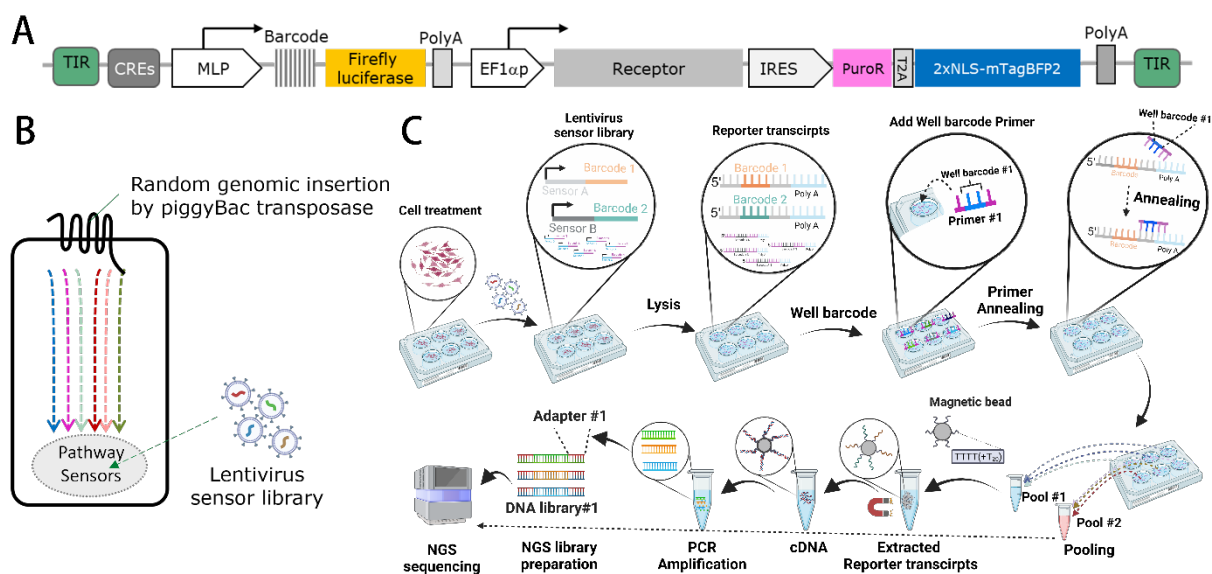 A
TIR
CREs
MLP
Barcode
Firefly
luciferase
PolyA
EF1αp
Receptor
IRES
PuroR
T2A
2xNLS-mTagBFP2
PolyA
TIR
B
Random genomic insertion
by piggyBac transposase
Pathway
Sensors
Lentivirus
sensor library
C
Cell treatment
Lentivirus
sensor library
Barcode 1
Sensor A
Barcode 2
Sensor B
Lysis
Reporter transcirpts
Barcode 1
5'
Poly A
Barcode 2
5'
Poly A
Well barcode
Add Well barcode Primer
Well barcode #1
Primer #1
Primer
Annealing
Well barcode #1
5'
Barcode
Poly A
Annealing
5'
Barcode
Poly A
Magnetic bead
TTTT(+T20)
Pool #1
Pool #2
Pooling
Extracted
Reporter transcirpts
cDNA
PCR
Amplification
Adapter #1
DNA library#1
NGS library
preparation
NGS
sequencing